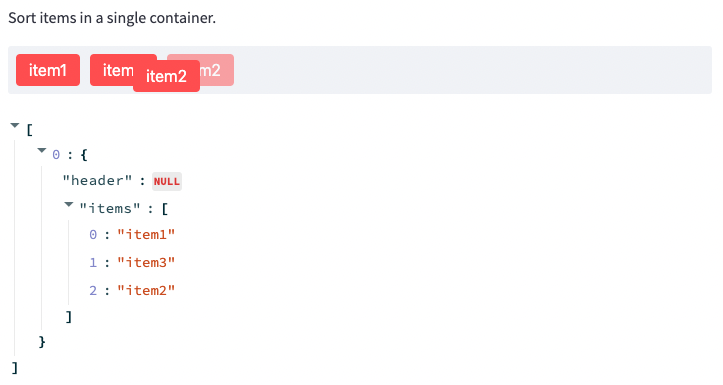 Sort items in a single container.
item1 item item2 m2
[
0 : {
"header" : NULL
"items" : [
0 : "item1"
1 : "item3"
2 : "item2"
]
}
]